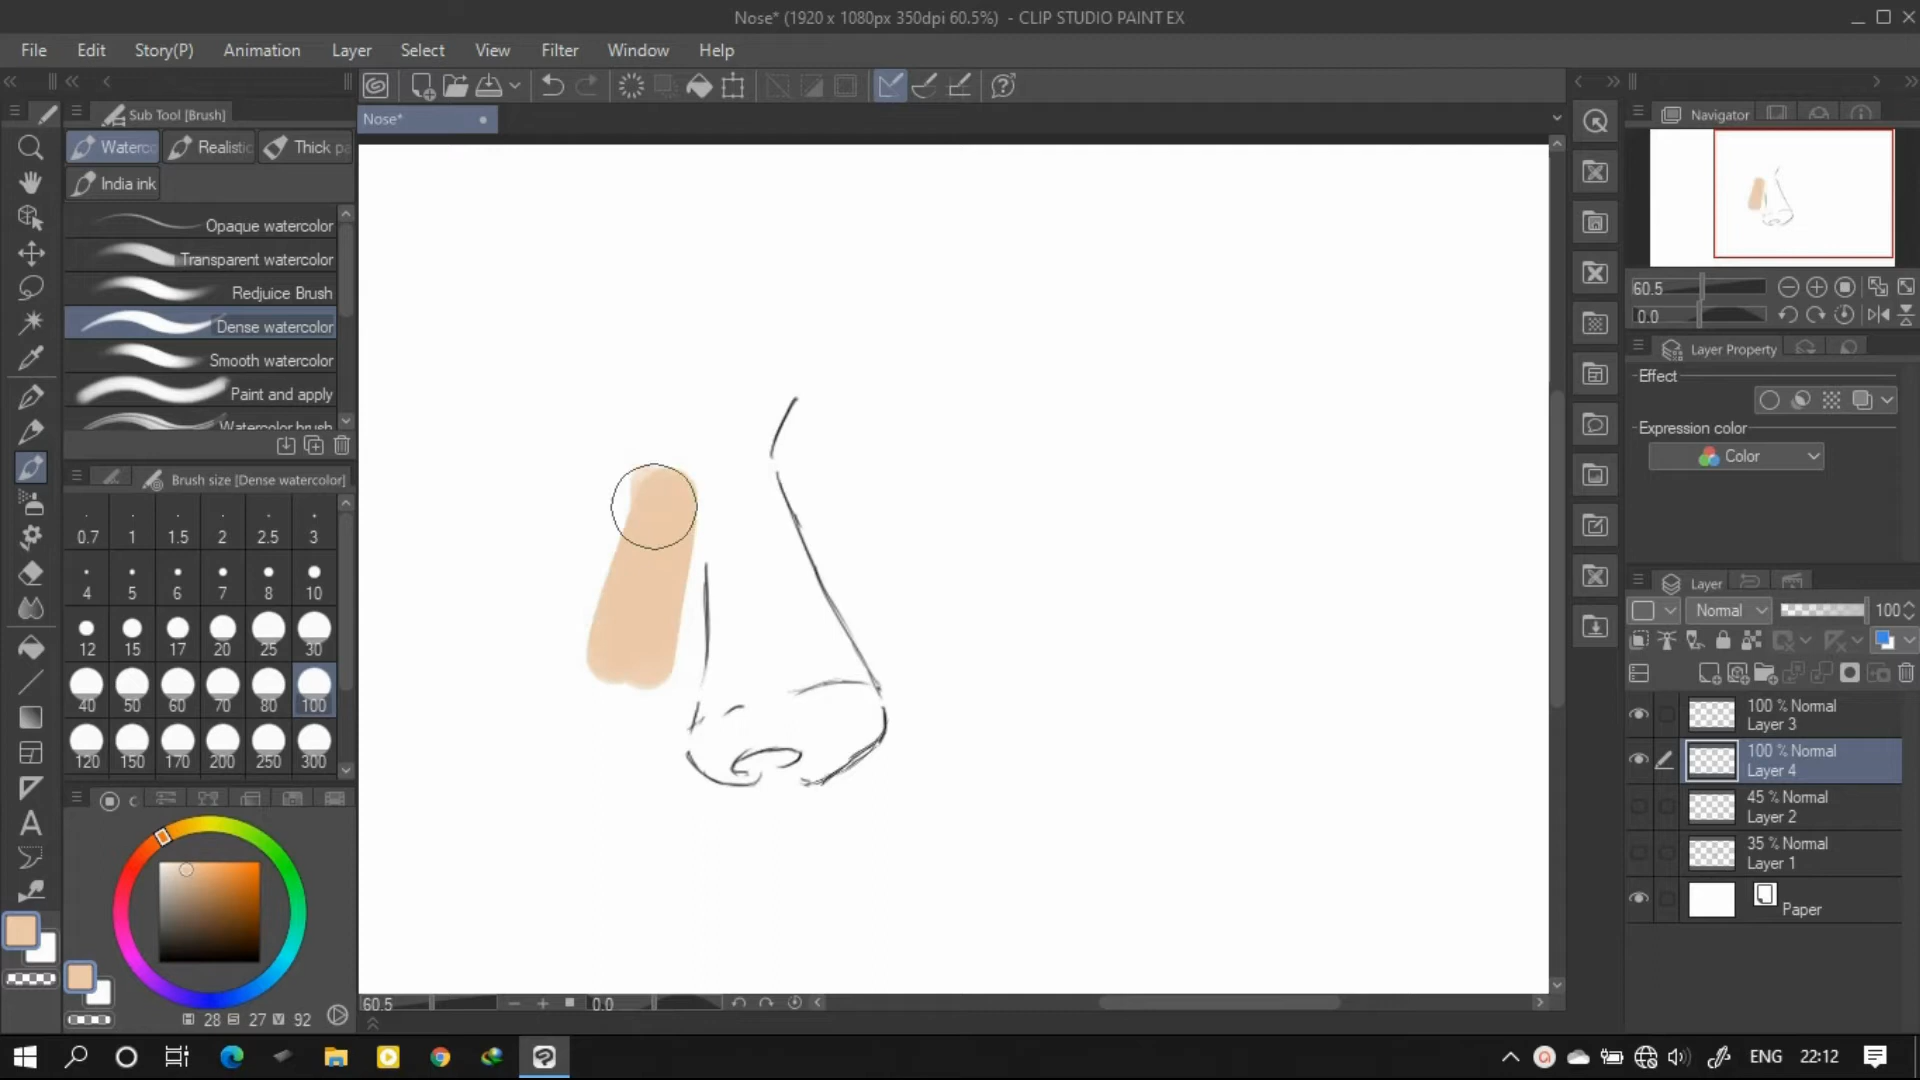 Nose* (1920 x 1080px 350dpi 60.5%) - CLIP STUDIO PAINT EX
File Edit Story(P) Animation Layer Select View Filter Window Help
Sub Tool [Brush]
Waterc Realistic Thick pa
India ink
Opaque watercolor
Transparent watercolor
Redjuice Brush
Dense watercolor
Smooth watercolor
Paint and apply
Watercolor brush
Brush size [Dense watercolor]
0.7 1 1.5 2 2.5 3
4 5 6 7 8 10
12 15 17 20 25 30
40 50 60 70 80 100
120 150 170 200 250 300
28 27 92
Nose*
60.5 0.0
Navigator
60.5
0.0
Layer Property
Effect
Expression color
Color
Layer
Normal 100
100 % Normal
Layer 3
100 % Normal
Layer 4
45 % Normal
Layer 2
35 % Normal
Layer 1
Paper
ENG 22:12